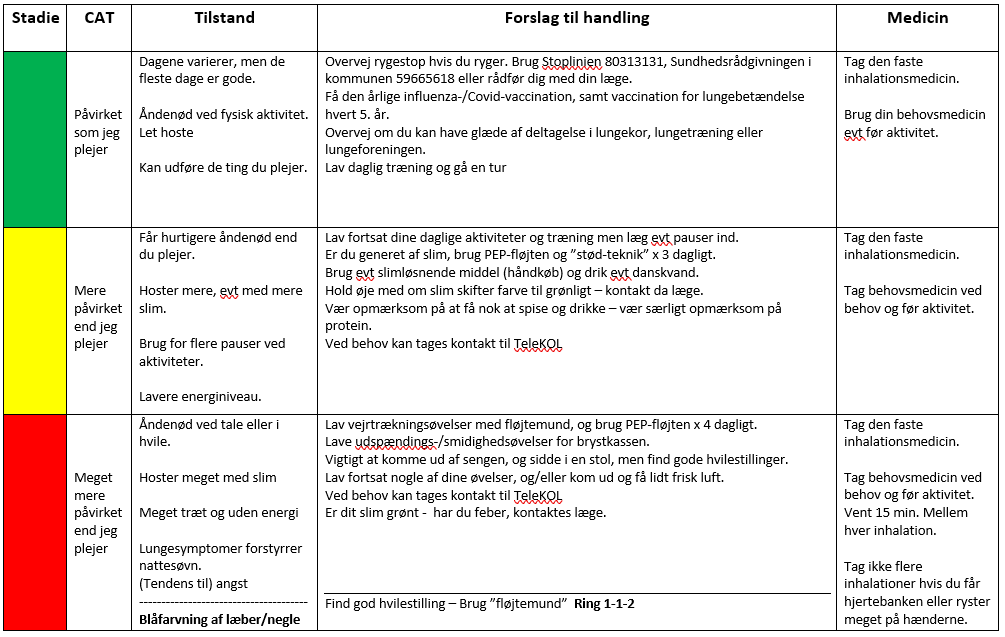 Stadie CAT Tilstand Forslag til handling Medicin
Påvirket
som jeg
plejer
Dagene varierer, men de
fleste dage er gode.
Åndenød ved fysisk aktivitet.
Let hoste
Kan udføre de ting du plejer.
Overvej rygestop hvis du ryger. Brug Stoplinien 80313131, Sundhedsrådgivningen i
kommunen 59665618 eller rådfør dig med din læge.
Få den årlige influenza-/Covid-vaccination, samt vaccination for lungebetændelse
hvert 5. år.
Overvej om du kan have glæde af deltagelse i lungekor, lungetræning eller
lungeforeningen.
Lav daglig træning og gå en tur
Tag den faste
inhalationsmedicin.
Brug din behovsmedicin
evt før aktivitet.
Mere
påvirket
end jeg
plejer
Får hurtigere åndenød end
du plejer.
Hoster mere, evt med mere
slim.
Brug for flere pauser ved
aktiviteter.
Lavere energiniveau.
Lav fortsat dine daglige aktiviteter og træning men læg evt pauser ind.
Er du generet af slim, brug PEP-fløjten og ”stød-teknik” x 3 dagligt.
Brug evt slimløsnende middel (håndkøb) og drik evt danskvand.
Hold øje med om slim skifter farve til grønligt – kontakt da læge.
Vær opmærksom på at få nok at spise og drikke – vær særligt opmærksom på
protein.
Ved behov kan tages kontakt til TeleKOL
Tag den faste
inhalationsmedicin.
Tag behovsmedicin ved
behov og før aktivitet.
Meget
mere
påvirket
end jeg
plejer
Åndenød ved tale eller i
hvile.
Hoster meget med slim
Meget træt og uden energi
Lungesymptomer forstyrrer
nattesøvn.
(Tendens til) angst
---------------------------------------
Blåfarvning af læber/negle
Lav vejrtrækningsøvelser med fløjtemund, og brug PEP-fløjten x 4 dagligt.
Lave udspændings-/smidighedsøvelser for brystkassen.
Vigtigt at komme ud af sengen, og sidde i en stol, men find gode hvilestillinger.
Lav fortsat nogle af dine øvelser, og/eller kom ud og få lidt frisk luft.
Ved behov kan tages kontakt til TeleKOL
Er dit slim grønt - har du feber, kontaktes læge.
Find god hvilestilling – Brug ”fløjtemund” Ring 1-1-2
Tag den faste
inhalationsmedicin.
Tag behovsmedicin ved
behov og før aktivitet.
Vent 15 min. Mellem
hver inhalation.
Tag ikke flere
inhalationer hvis du får
hjertebanken eller ryster
meget på hænderne.